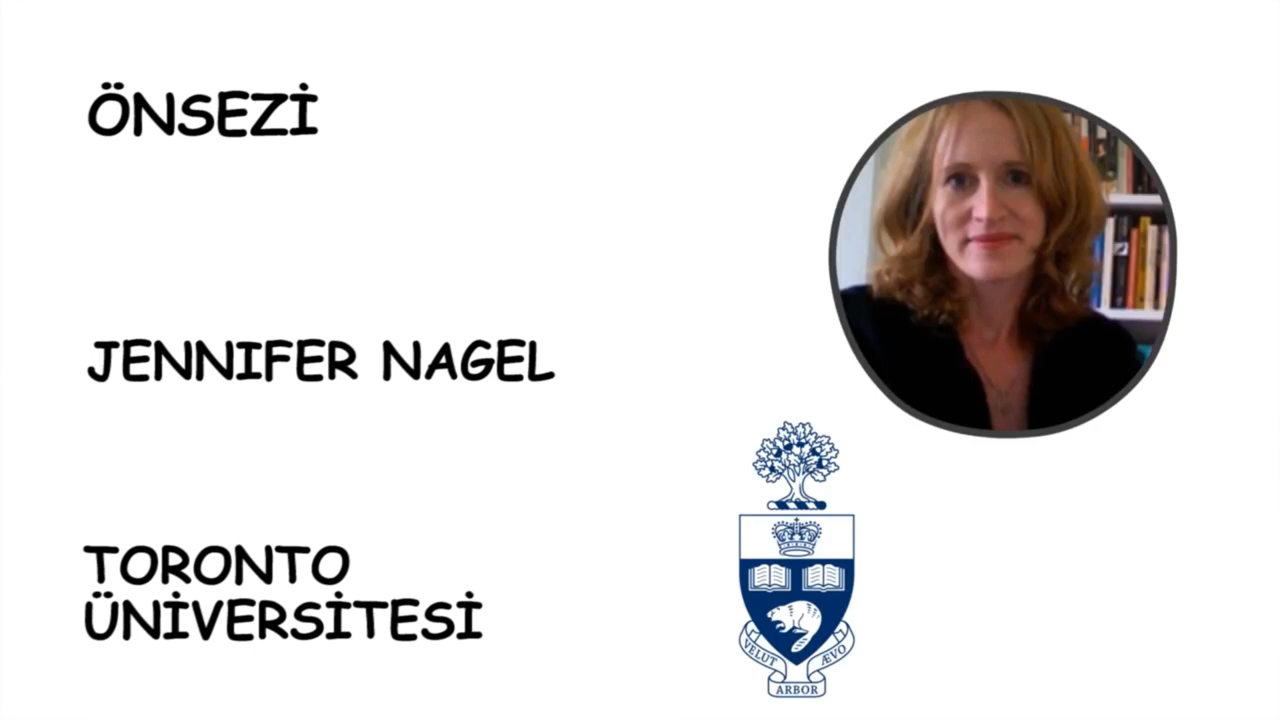 ÖNSEZİ
JENNIFER NAGEL
TORONTO
ÜNİVERSİTESİ
VELUT
ÆVO
ARBOR